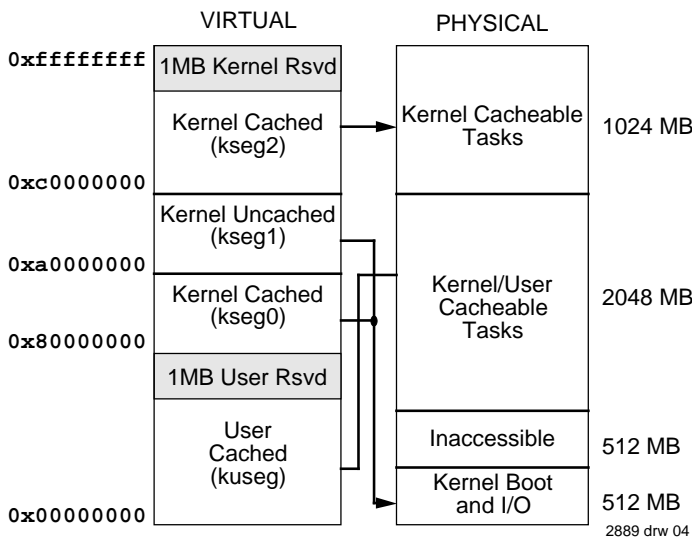 VIRTUAL
PHYSICAL
0xffffffff
1MB Kernel Rsvd
Kernel Cached
(kseg2)
Kernel Cacheable
Tasks
1024 MB
0xc0000000
Kernel Uncached
(kseg1)
0xa0000000
Kernel Cached
(kseg0)
Kernel/User
Cacheable
Tasks
2048 MB
0x80000000
1MB User Rsvd
User
Cached
(kuseg)
Inaccessible
512 MB
Kernel Boot
and I/O
512 MB
0x00000000
2889 drw 04